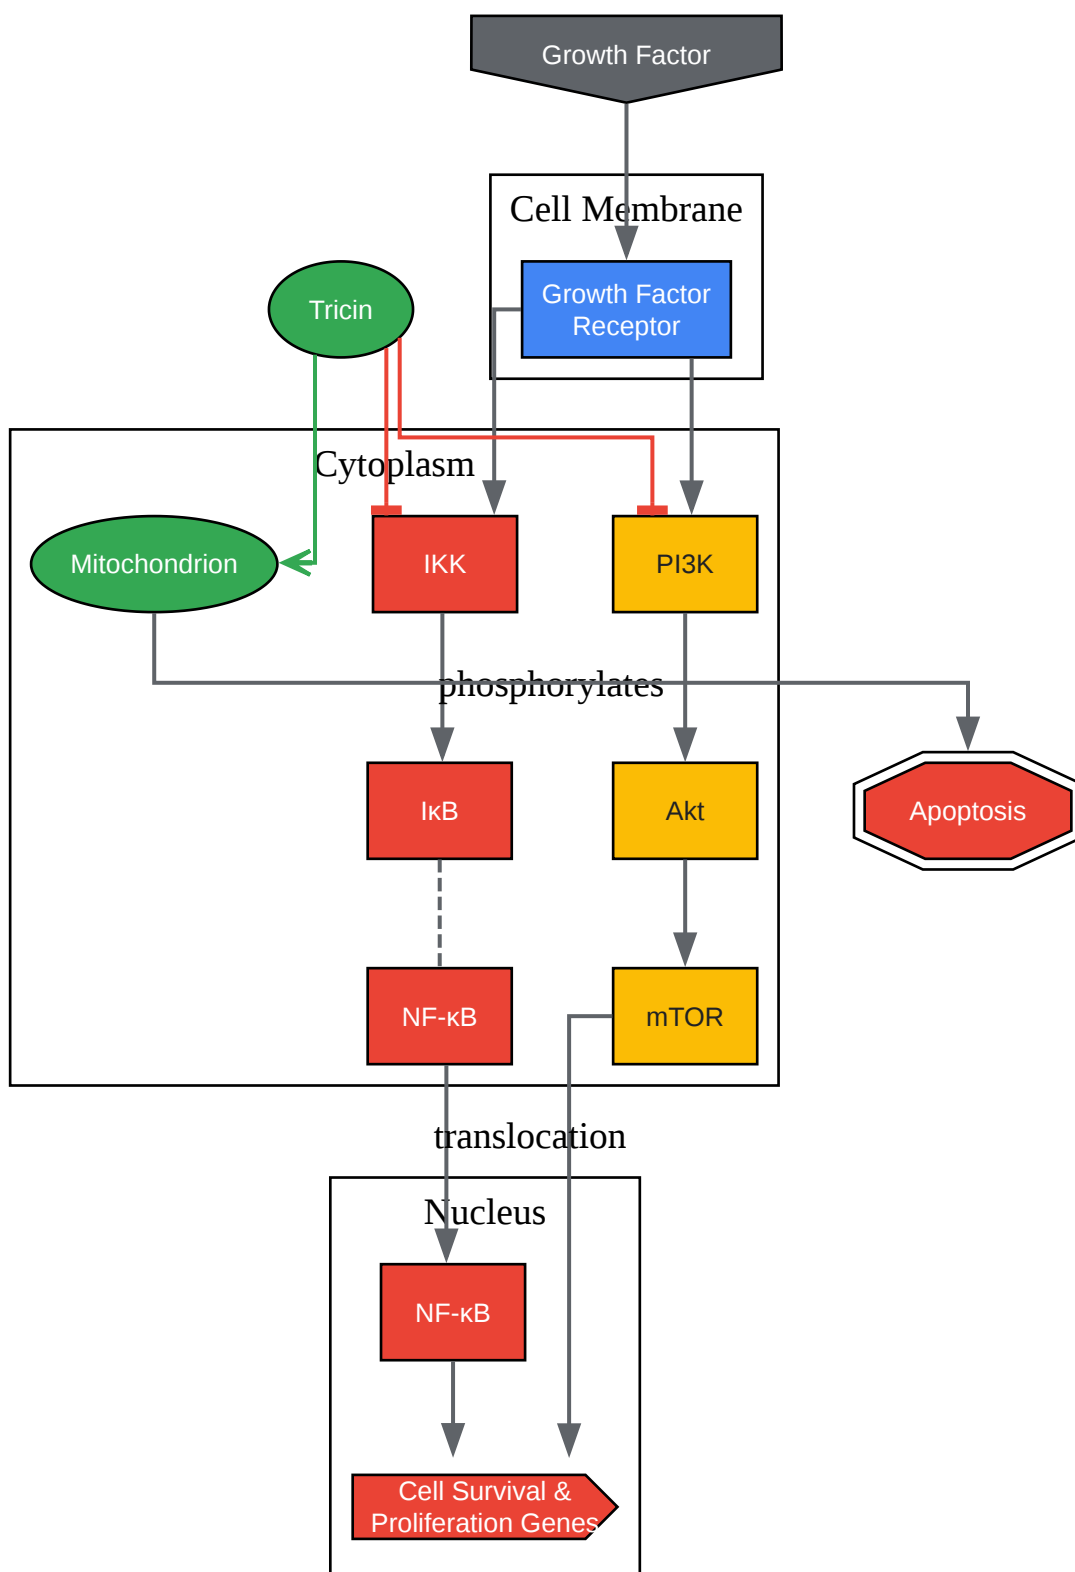 Growth Factor
Cell Membrane
Growth Factor
Receptor
Tricin
Cytoplasm
Mitochondrion
IKK
PI3K
phosphorylates
IκB
Akt
Apoptosis
NF-κB
mTOR
translocation
Nucleus
NF-κB
Cell Survival &
Proliferation Genes